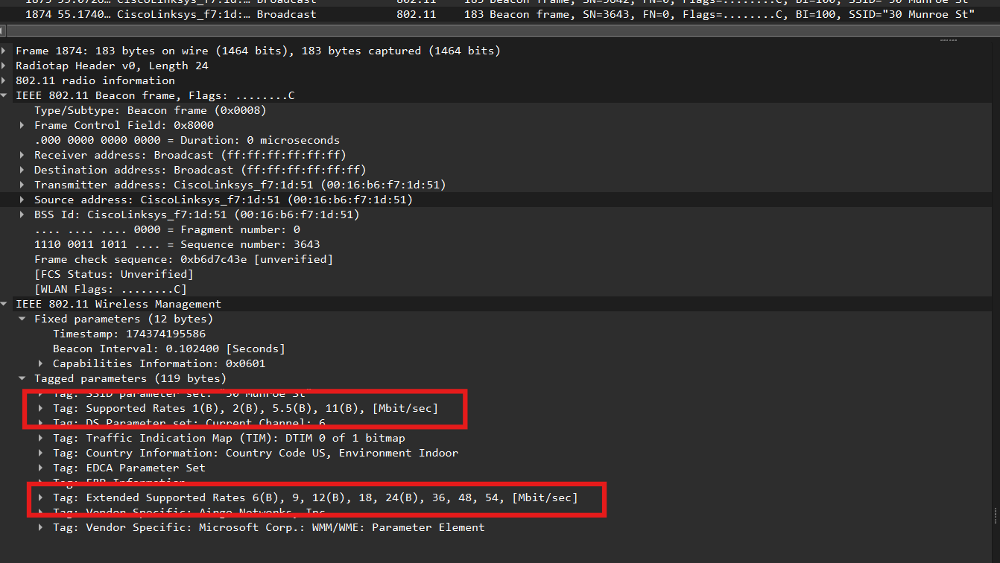 1873 55.0726… CiscoLinksys_f7:1d:… Broadcast 802.11 183 Beacon frame, SN=3642, FN=0, Flags=........C, BI=100, SSID="30 Munroe St"
1874 55.1740… CiscoLinksys_f7:1d:… Broadcast 802.11 183 Beacon frame, SN=3643, FN=0, Flags=........C, BI=100, SSID="30 Munroe St"
Frame 1874: 183 bytes on wire (1464 bits), 183 bytes captured (1464 bits)
Radiotap Header v0, Length 24
802.11 radio information
IEEE 802.11 Beacon frame, Flags: ........C
Type/Subtype: Beacon frame (0x0008)
Frame Control Field: 0x8000
.000 0000 0000 0000 = Duration: 0 microseconds
Receiver address: Broadcast (ff:ff:ff:ff:ff:ff)
Destination address: Broadcast (ff:ff:ff:ff:ff:ff)
Transmitter address: CiscoLinksys_f7:1d:51 (00:16:b6:f7:1d:51)
Source address: CiscoLinksys_f7:1d:51 (00:16:b6:f7:1d:51)
BSS Id: CiscoLinksys_f7:1d:51 (00:16:b6:f7:1d:51)
.... .... .... 0000 = Fragment number: 0
1110 0011 1011 .... = Sequence number: 3643
Frame check sequence: 0xb6d7c43e [unverified]
[FCS Status: Unverified]
[WLAN Flags: ........C]
IEEE 802.11 Wireless Management
Fixed parameters (12 bytes)
Timestamp: 174374195586
Beacon Interval: 0.102400 [Seconds]
Capabilities Information: 0x0601
Tagged parameters (119 bytes)
Tag: SSID parameter set: "30 Munroe St"
Tag: Supported Rates 1(B), 2(B), 5.5(B), 11(B), [Mbit/sec]
Tag: DS Parameter set: Current Channel: 6
Tag: Traffic Indication Map (TIM): DTIM 0 of 1 bitmap
Tag: Country Information: Country Code US, Environment Indoor
Tag: EDCA Parameter Set
Tag: ERP Information
Tag: Extended Supported Rates 6(B), 9, 12(B), 18, 24(B), 36, 48, 54, [Mbit/sec]
Tag: Vendor Specific: Airgo Networks, Inc.
Tag: Vendor Specific: Microsoft Corp.: WMM/WME: Parameter Element